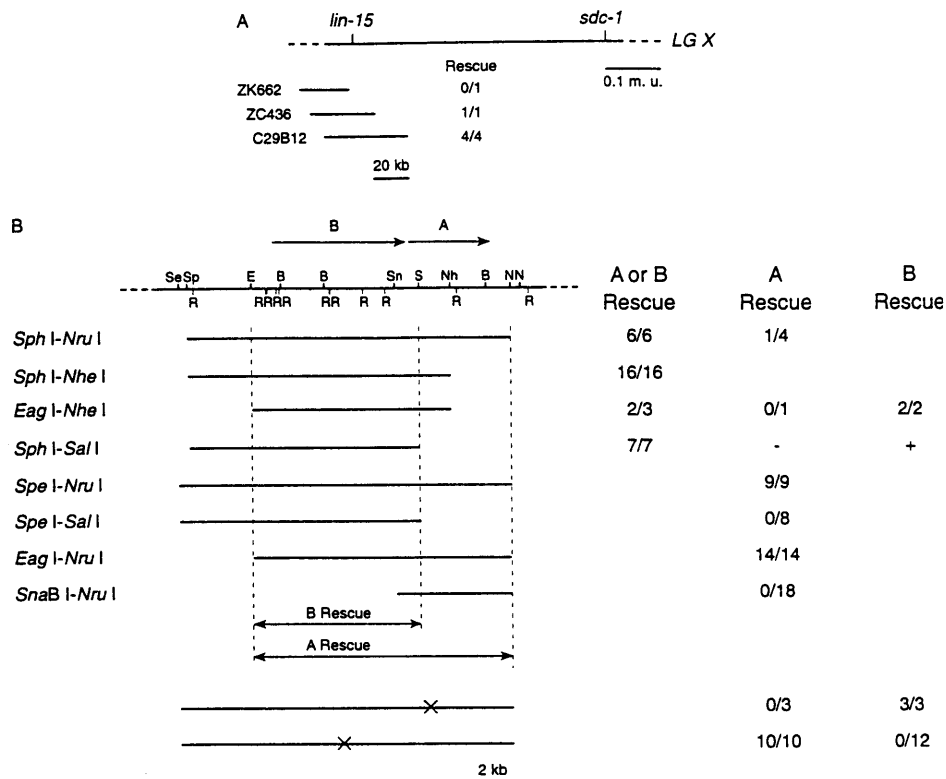 A
lin-15 sdc-1
LG X
Rescue
0.1 m. u.
ZK662 0/1
ZC436 1/1
C29B12 4/4
20 kb
B
B A
Se Sp E B B Sn S Nh B N N
R R R R R R R R R R R R
A or B A B
Rescue Rescue Rescue
Sph I-Nru I 6/6 1/4
Sph I-Nhe I 16/16
Eag I-Nhe I 2/3 0/1 2/2
Sph I-Sal I 7/7 - +
Spe I-Nru I 9/9
Spe I-Sal I 0/8
Eag I-Nru I 14/14
SnaB I-Nru I 0/18
B Rescue
A Rescue
X 0/3 3/3
X 10/10 0/12
2 kb